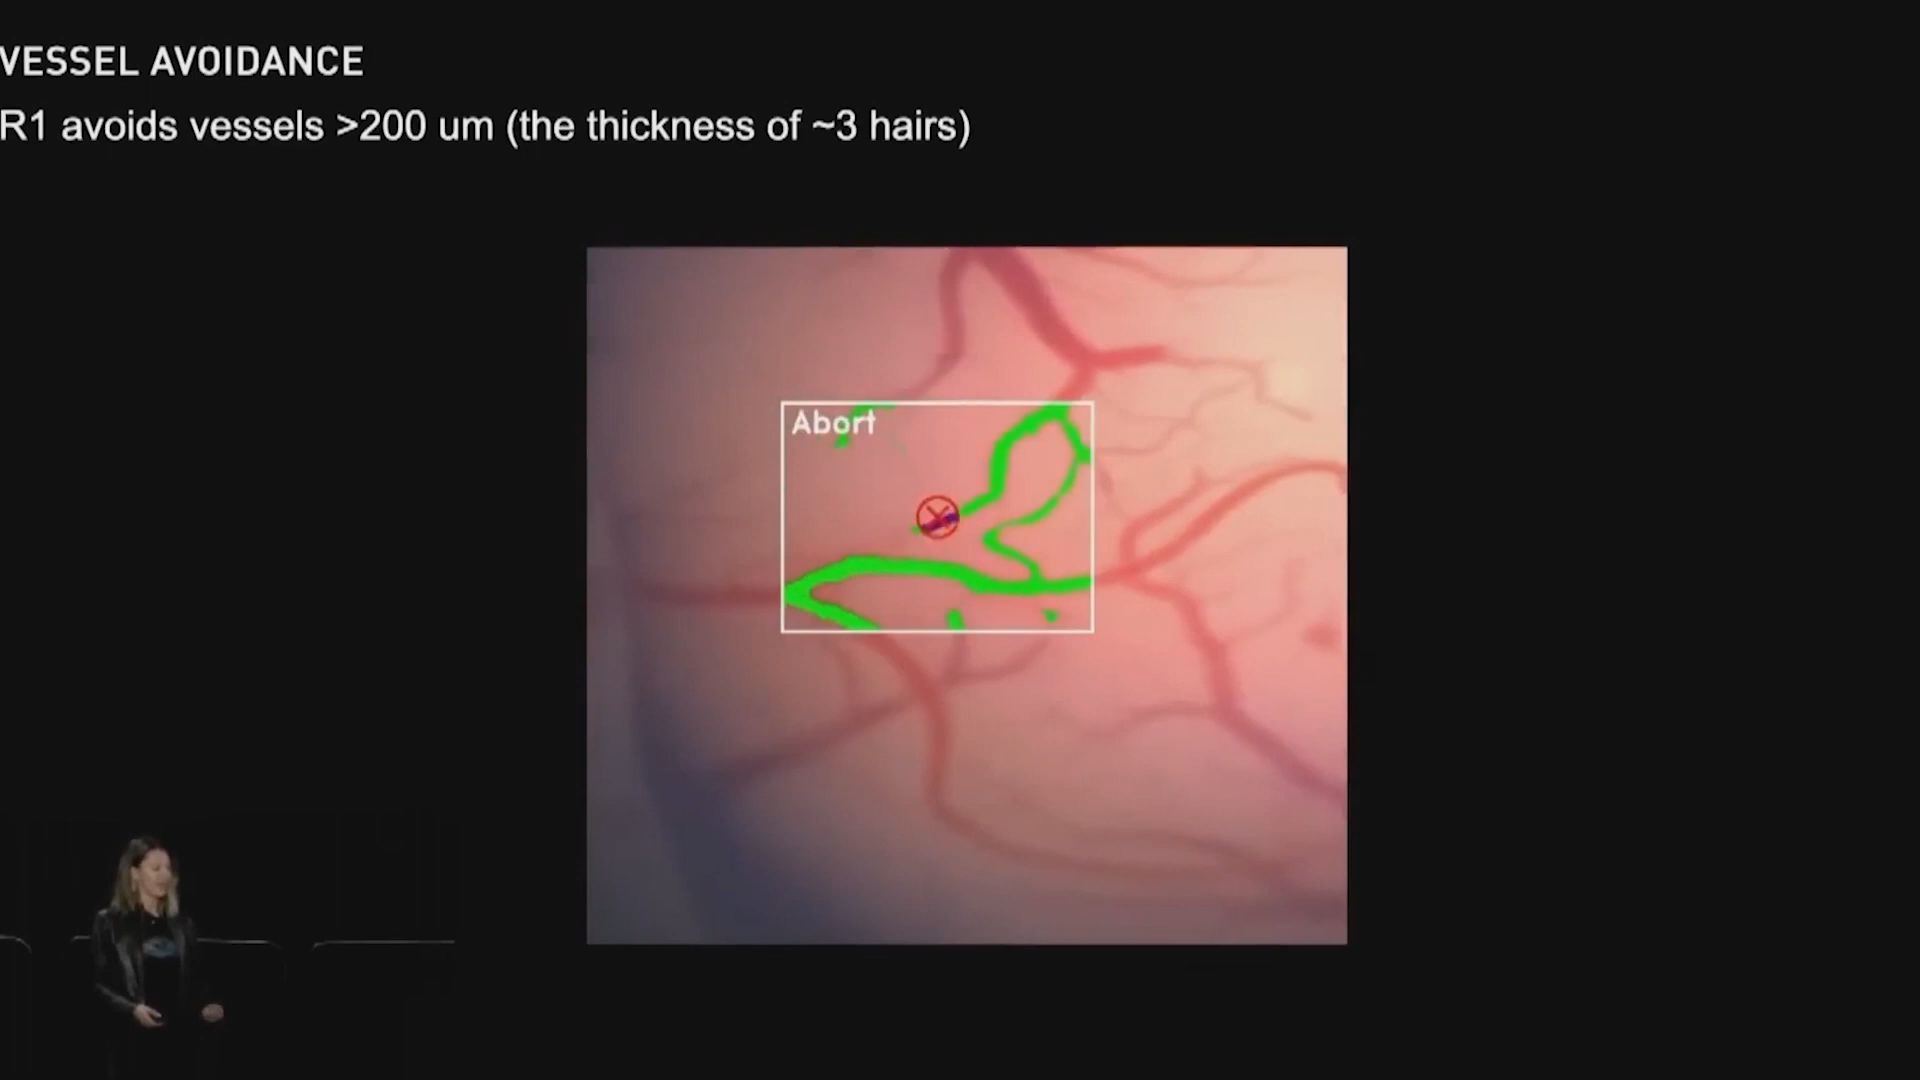 VESSEL AVOIDANCE
R1 avoids vessels >200 um (the thickness of ~3 hairs)
Abort